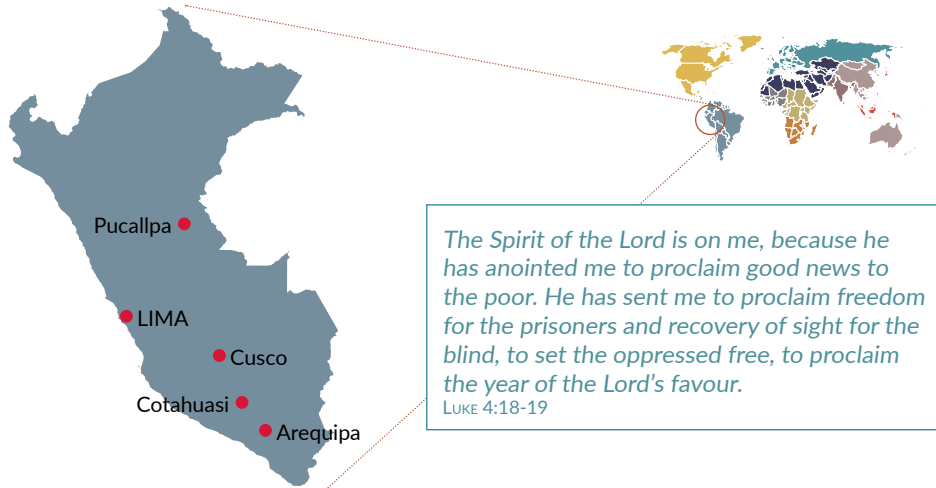 Pucallpa
LIMA
Cusco
Cotahuasi
Arequipa
The Spirit of the Lord is on me, because he
has anointed me to proclaim good news to
the poor. He has sent me to proclaim freedom
for the prisoners and recovery of sight for the
blind, to set the oppressed free, to proclaim
the year of the Lord’s favour.
LUKE 4:18-19